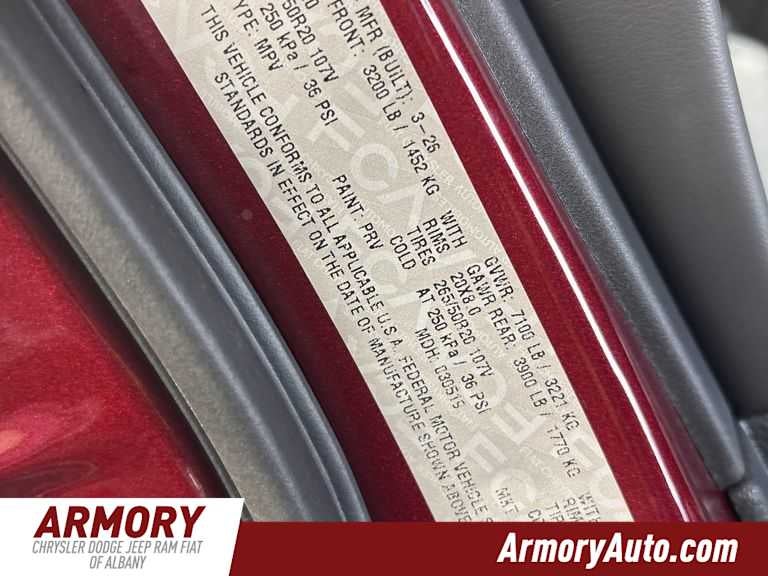 MFR (BUILT): 3-26
GVWR: 7100 LB / 3221 KG
FRONT: 3200 LB / 1452 KG
WITH
RIMS
TIRES
COLD
20X8.0
265/50R20 107V
AT 250 kPa / 36 PSI
GAWR REAR: 3900 LB / 1770 KG
WITH
50R20 107V
250 kPa / 36 PSI
PAINT: PRV
MDH: 030515
TYPE: MPV
THIS VEHICLE CONFORMS TO ALL APPLICABLE U.S.A. FEDERAL MOTOR VEHICLE
STANDARDS IN EFFECT ON THE DATE OF MANUFACTURE SHOWN ABOVE
ARMORY
CHRYSLER DODGE JEEP RAM FIAT
OF ALBANY
ArmoryAuto.com